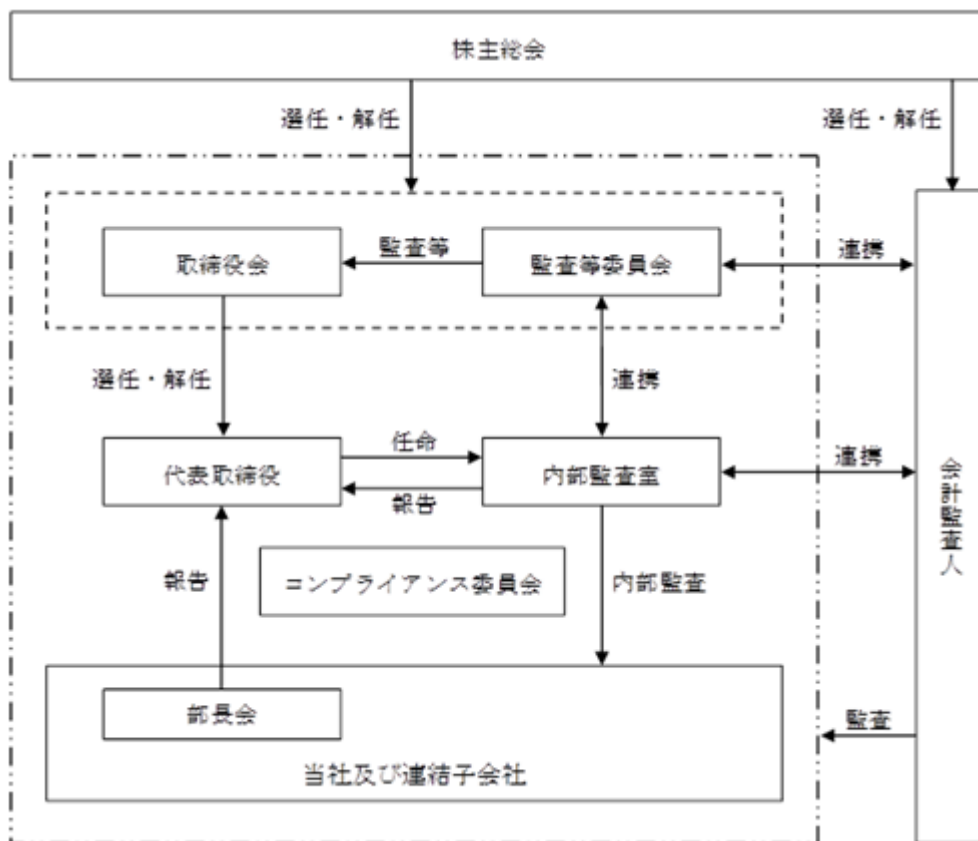 株主総会
選任・解任
選任・解任
取締役会
監査等
監査等委員会
連携
選任・解任
連携
代表取締役
任命
報告
内部監査室
連携
会計監査人
報告
コンプライアンス委員会
内部監査
部長会
監査
当社及び連結子会社